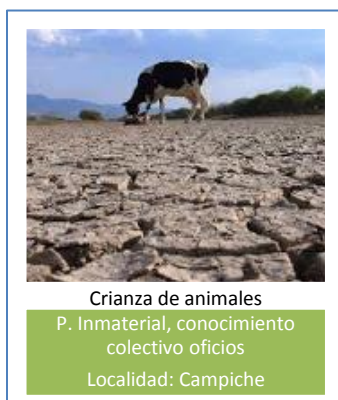 Crianza de animales
P. Inmaterial, conocimiento
colectivo oficios
Localidad: Campiche